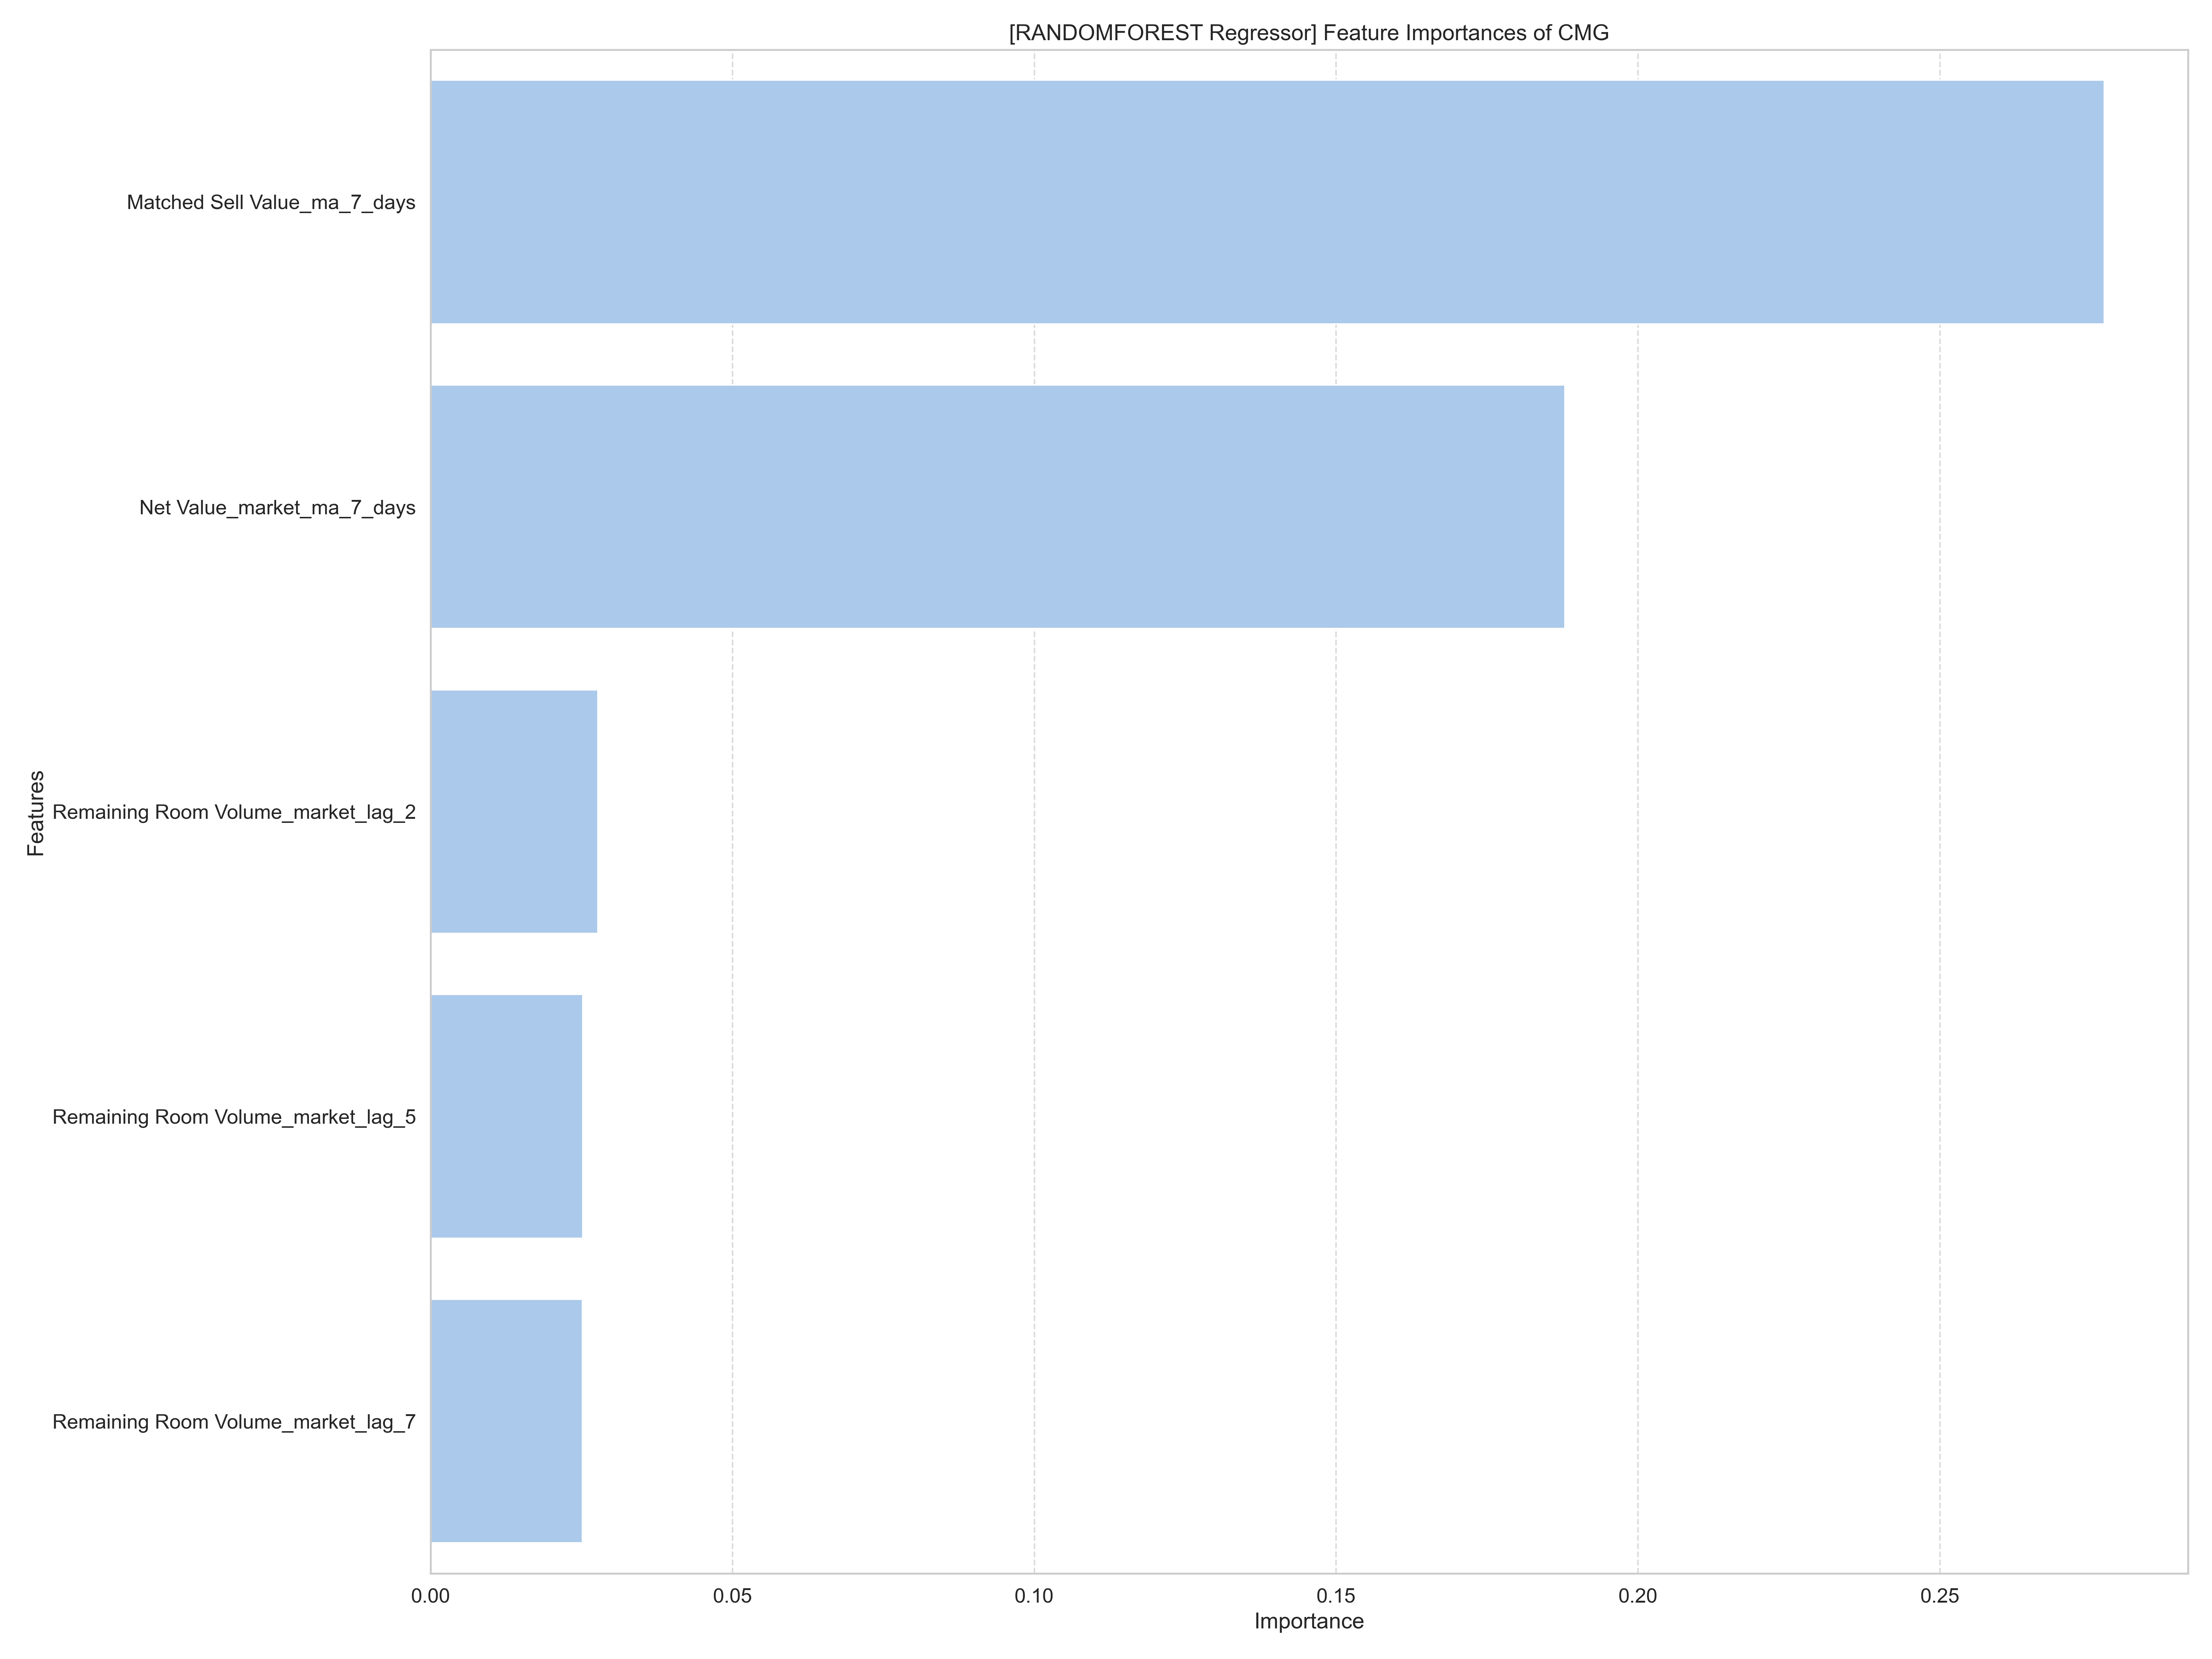 [RANDOMFOREST Regressor] Feature Importances of CMG
Matched Sell Value_ma_7_days
Net Value_market_ma_7_days
Remaining Room Volume_market_lag_2
Remaining Room Volume_market_lag_5
Remaining Room Volume_market_lag_7
Features
0.00 0.05 0.10 0.15 0.20 0.25
Importance